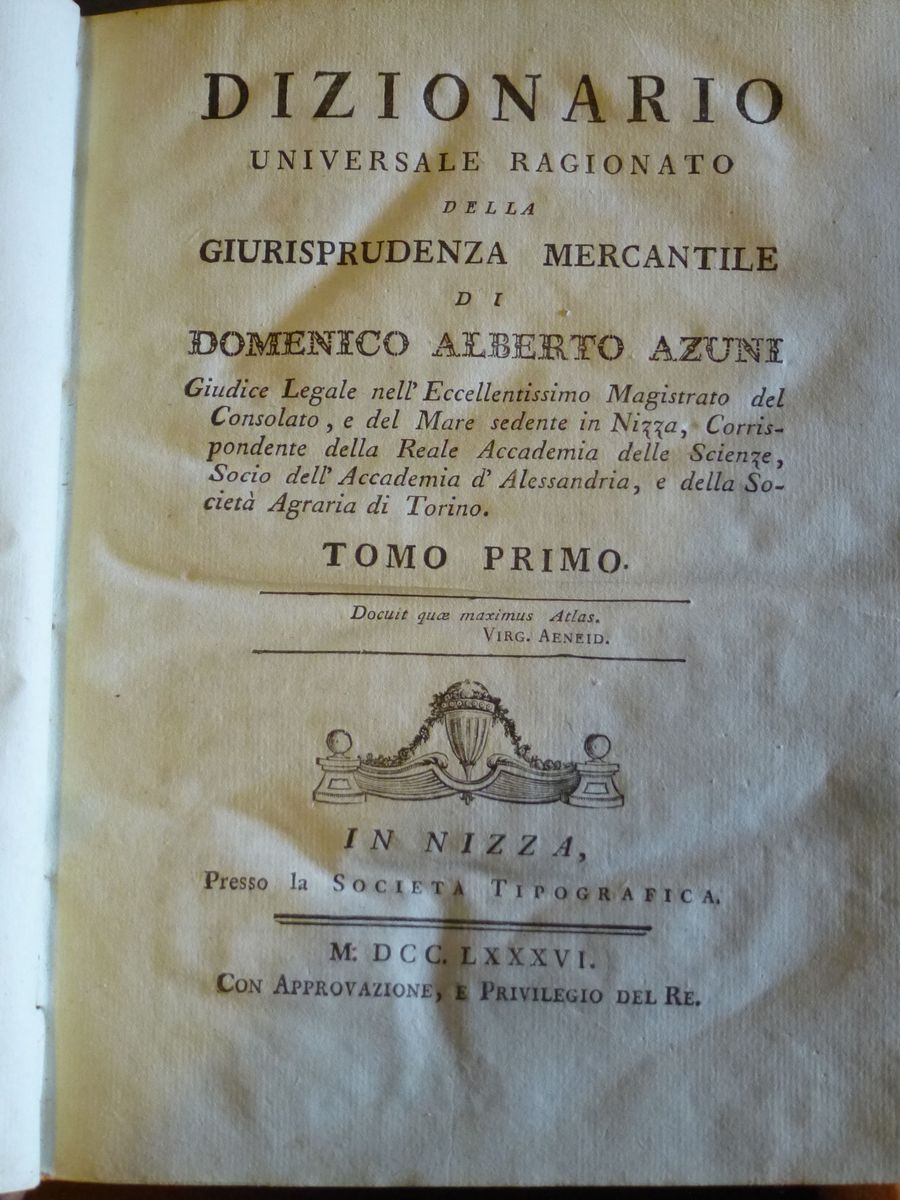 DIZIONARIO
UNIVERSALE RAGIONATO
DELLA
GIURISPRUDENZA MERCANTILE
DI
DOMENICO ALBERTO AZUNI
Giudice Legale nell' Eccellentissimo Magistrato del
Consolato, e del Mare sedente in Nizza, Corris-
pondente della Reale Accademia delle Scienze,
Socio dell' Accademia d' Alessandria, e della So-
cietà Agraria di Torino.
TOMO PRIMO.
Docuit quæ maximus Atlas.
VIRG. AENEID.
IN NIZZA,
Presso la SOCIETÀ TIPOGRAFICA.
M. DCC. LXXXVI.
CON APPROVAZIONE, E PRIVILEGIO DEL RE.